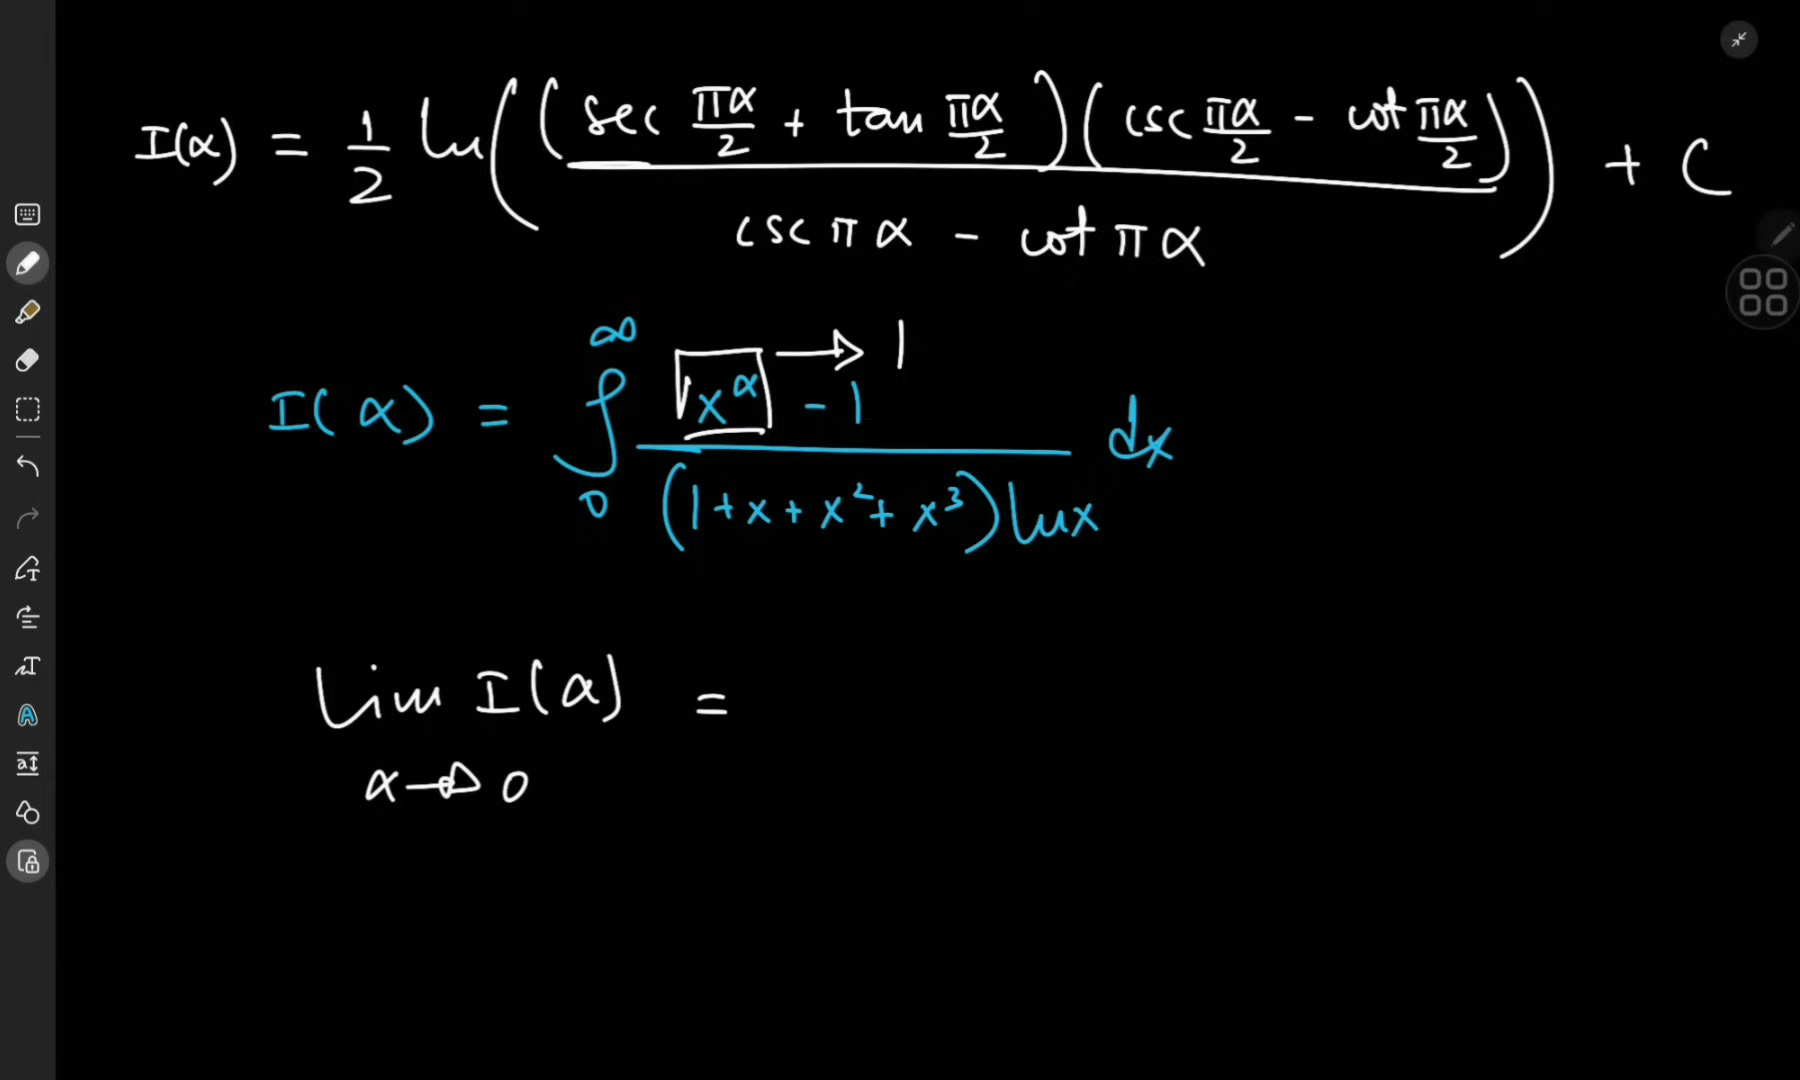 I(α) = 1/2 ln( (sec πα/2 + tan πα/2)(csc πα/2 - cot πα/2) / csc πα - cot πα ) + C
→ 1
I(α) = ∫₀^∞ x^α - 1 / (1+x+x²+x³) ln x dx
lim I(α) =
α→0